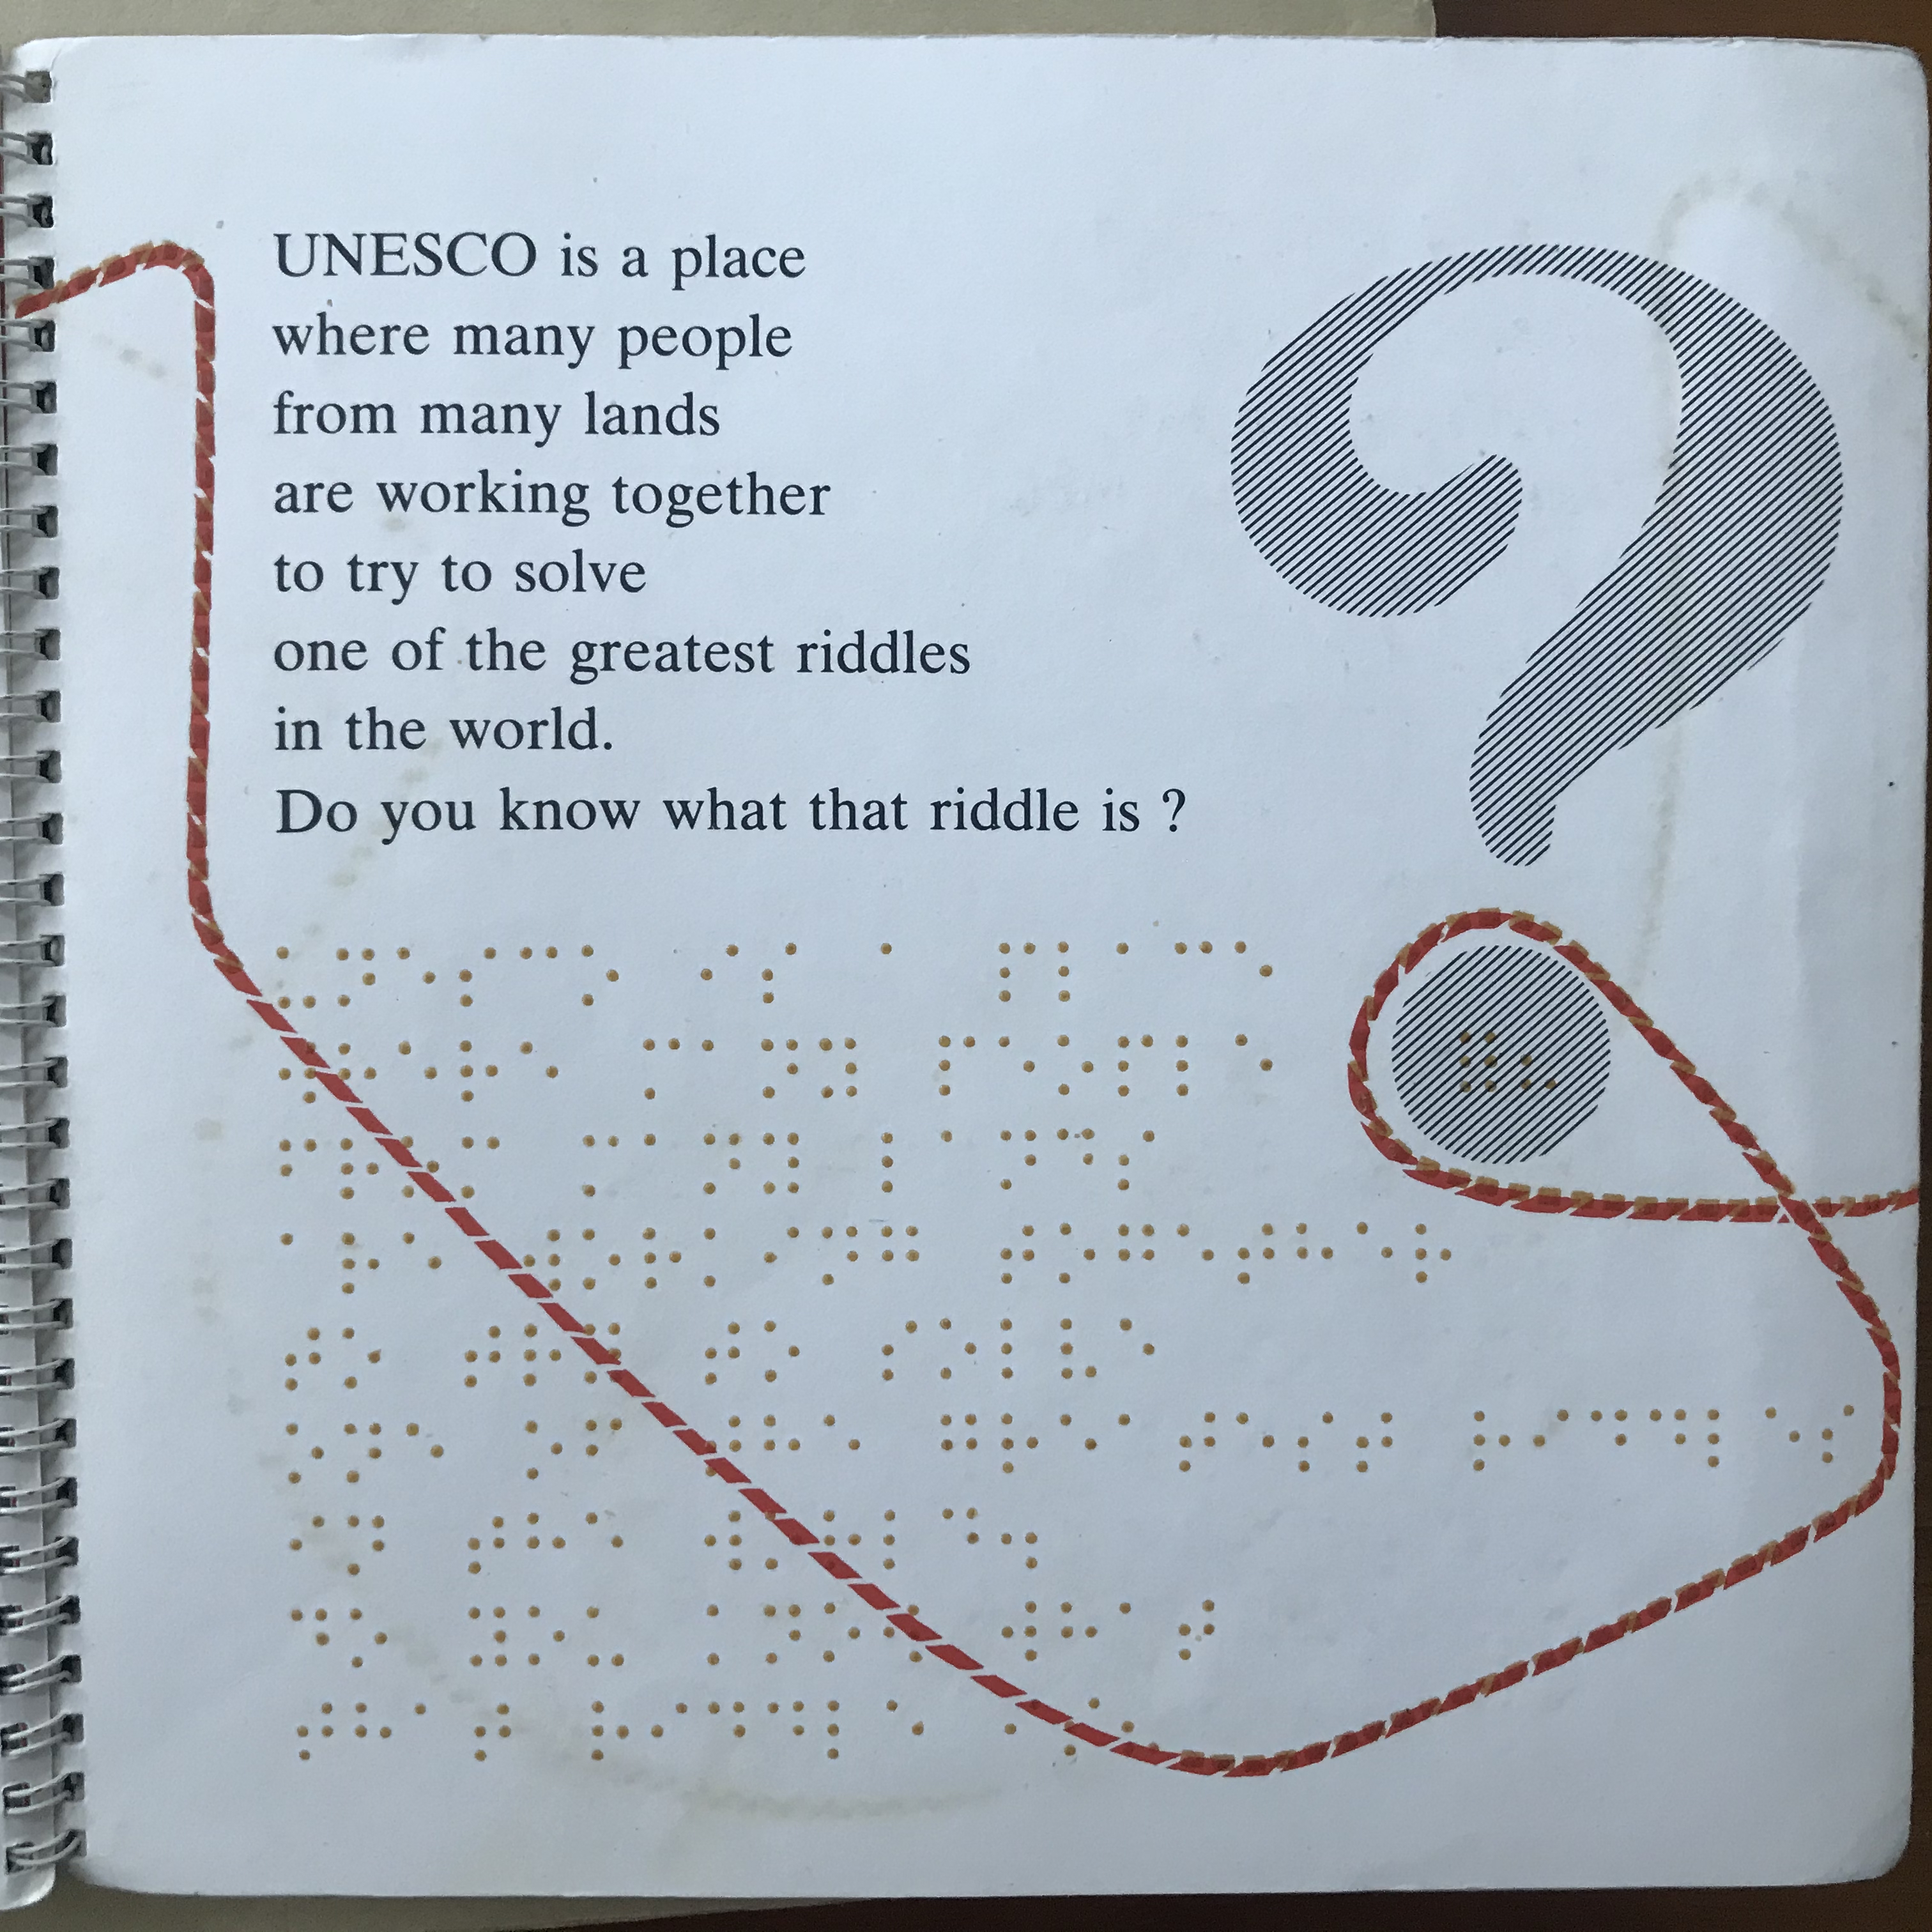 UNESCO is a place
where many people
from many lands
are working together
to try to solve
one of the greatest riddles
in the world.
Do you know what that riddle is ?
⠥⠝⠑⠎⠉⠕ ⠊⠎ ⠁ ⠏⠇⠁⠉⠑
⠺⠓⠑⠗⠑ ⠍⠁⠝⠽ ⠏⠑⠕⠏⠇⠑
⠋⠗⠕⠍ ⠍⠁⠝⠽ ⠇⠁⠝⠙⠎
⠁⠗⠑ ⠺⠕⠗⠅⠊⠝⠛ ⠞⠕⠛⠑⠞⠓⠑⠗
⠞⠕ ⠞⠗⠽ ⠞⠕ ⠎⠕⠇⠧⠑
⠕⠝⠑ ⠕⠋ ⠞⠓⠑ ⠛⠗⠑⠁⠞⠑⠎⠞ ⠗⠊⠙⠙⠇⠑⠎
⠊⠝ ⠞⠓⠑ ⠺⠕⠗⠇⠙⠲
⠙⠕ ⠽⠕⠥ ⠅⠝⠕⠺ ⠺⠓⠁⠞
⠞⠓⠁⠞ ⠗⠊⠙⠙⠇⠑ ⠊⠎⠢